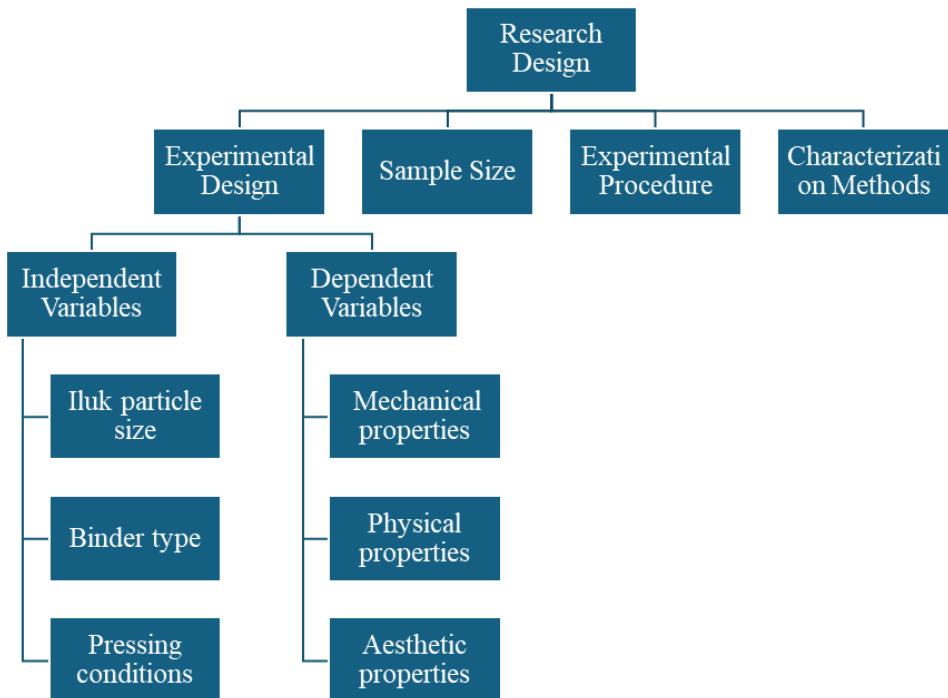 Research
Design
Experimental
Design
Sample Size
Experimental
Procedure
Characterizati
on Methods
Independent
Variables
Dependent
Variables
Iluk particle
size
Mechanical
properties
Binder type
Physical
properties
Pressing
conditions
Aesthetic
properties